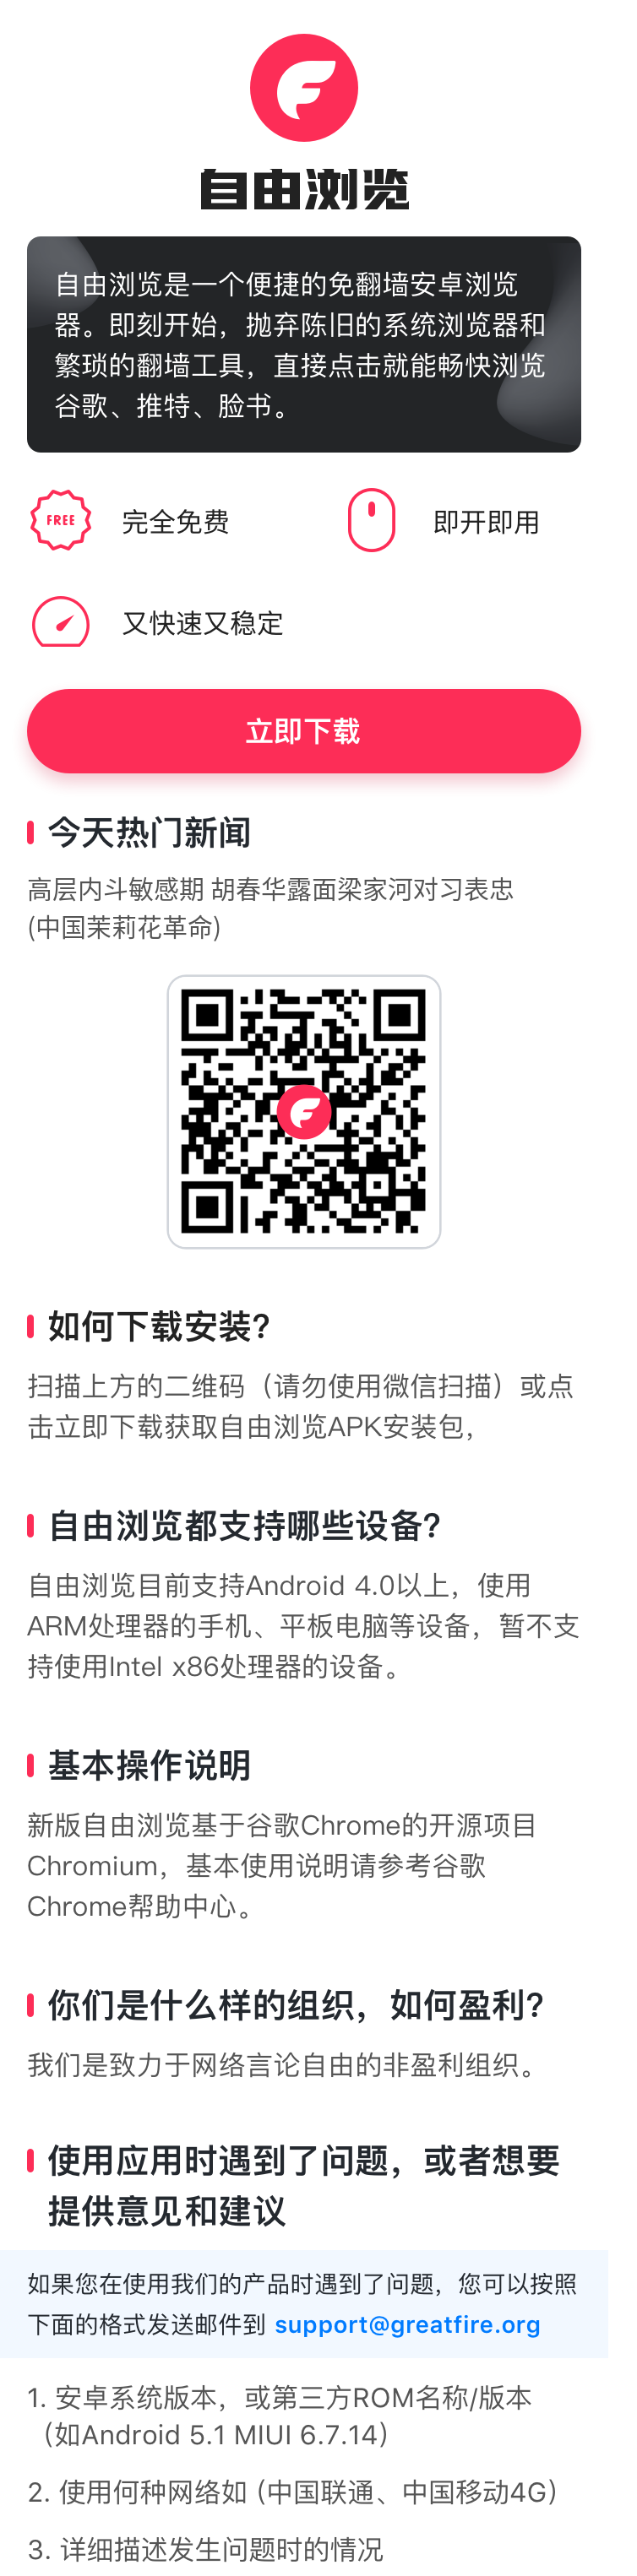 自由浏览
自由浏览是一个便捷的免翻墙安卓浏览
器。即刻开始，抛弃陈旧的系统浏览器和
繁琐的翻墙工具，直接点击就能畅快浏览
谷歌、推特、脸书。
FREE
完全免费
即开即用
又快速又稳定
立即下载
今天热门新闻
高层内斗敏感期 胡春华露面梁家河对习表忠
(中国茉莉花革命)
如何下载安装?
扫描上方的二维码（请勿使用微信扫描）或点
击立即下载获取自由浏览APK安装包，
自由浏览都支持哪些设备?
自由浏览目前支持Android 4.0以上，使用
ARM处理器的手机、平板电脑等设备，暂不支
持使用Intel x86处理器的设备。
基本操作说明
新版自由浏览基于谷歌Chrome的开源项目
Chromium，基本使用说明请参考谷歌
Chrome帮助中心。
你们是什么样的组织，如何盈利?
我们是致力于网络言论自由的非盈利组织。
使用应用时遇到了问题，或者想要
提供意见和建议
如果您在使用我们的产品时遇到了问题，您可以按照
下面的格式发送邮件到 support@greatfire.org
1. 安卓系统版本，或第三方ROM名称/版本
（如Android 5.1 MIUI 6.7.14）
2. 使用何种网络如 (中国联通、中国移动4G）
3. 详细描述发生问题时的情况